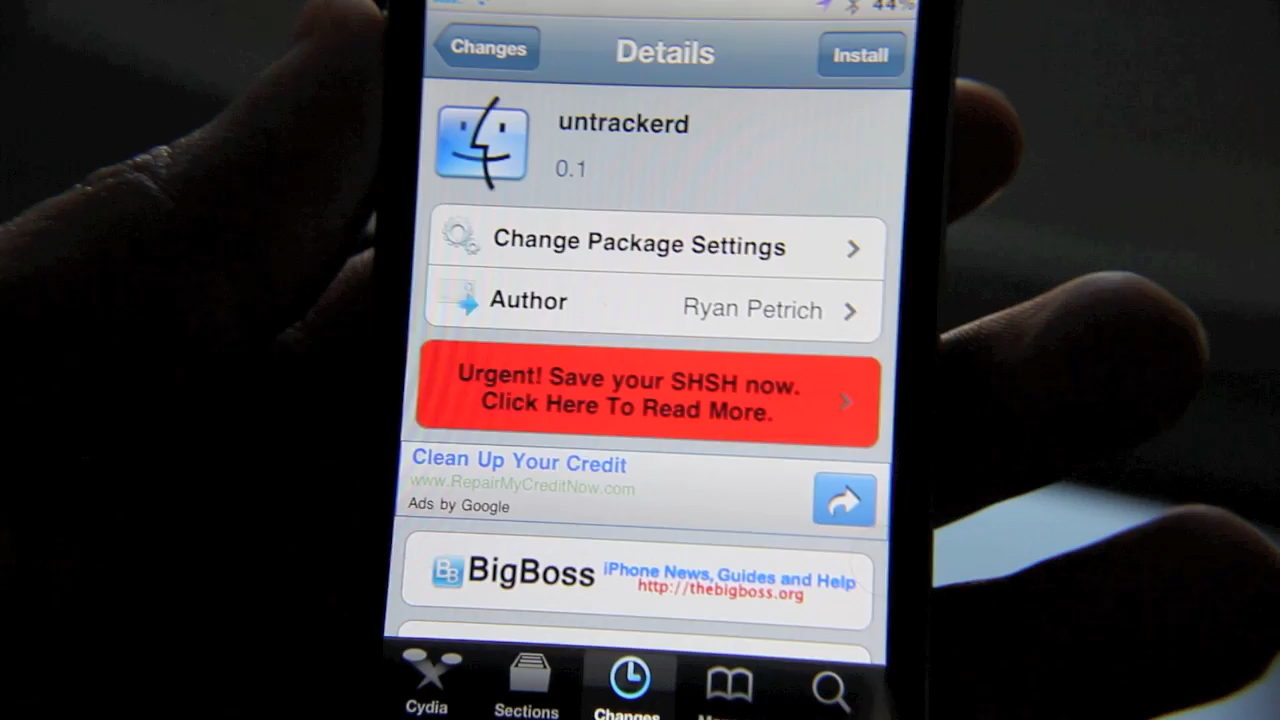 44%
Changes
Details
Install
untrackerd
0.1
Change Package Settings
Author
Ryan Petrich
Urgent! Save your SHSH now.
Click Here To Read More.
Clean Up Your Credit
www.RepairMyCreditNow.com
Ads by Google
BB
BigBoss
iPhone News, Guides and Help
http://thebigboss.org
Cydia
Sections
Changes